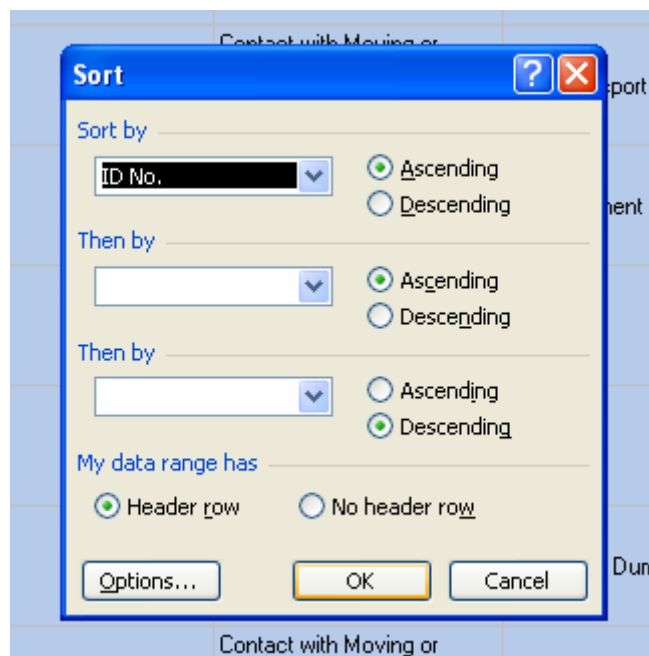 Contact with Moving or
Sort
?
port
Sort by
ID No.
Ascending
Descending
ment
Then by
Ascending
Descending
Then by
Ascending
Descending
My data range has
Header row
No header row
Options...
OK
Cancel
Dum
Contact with Moving or